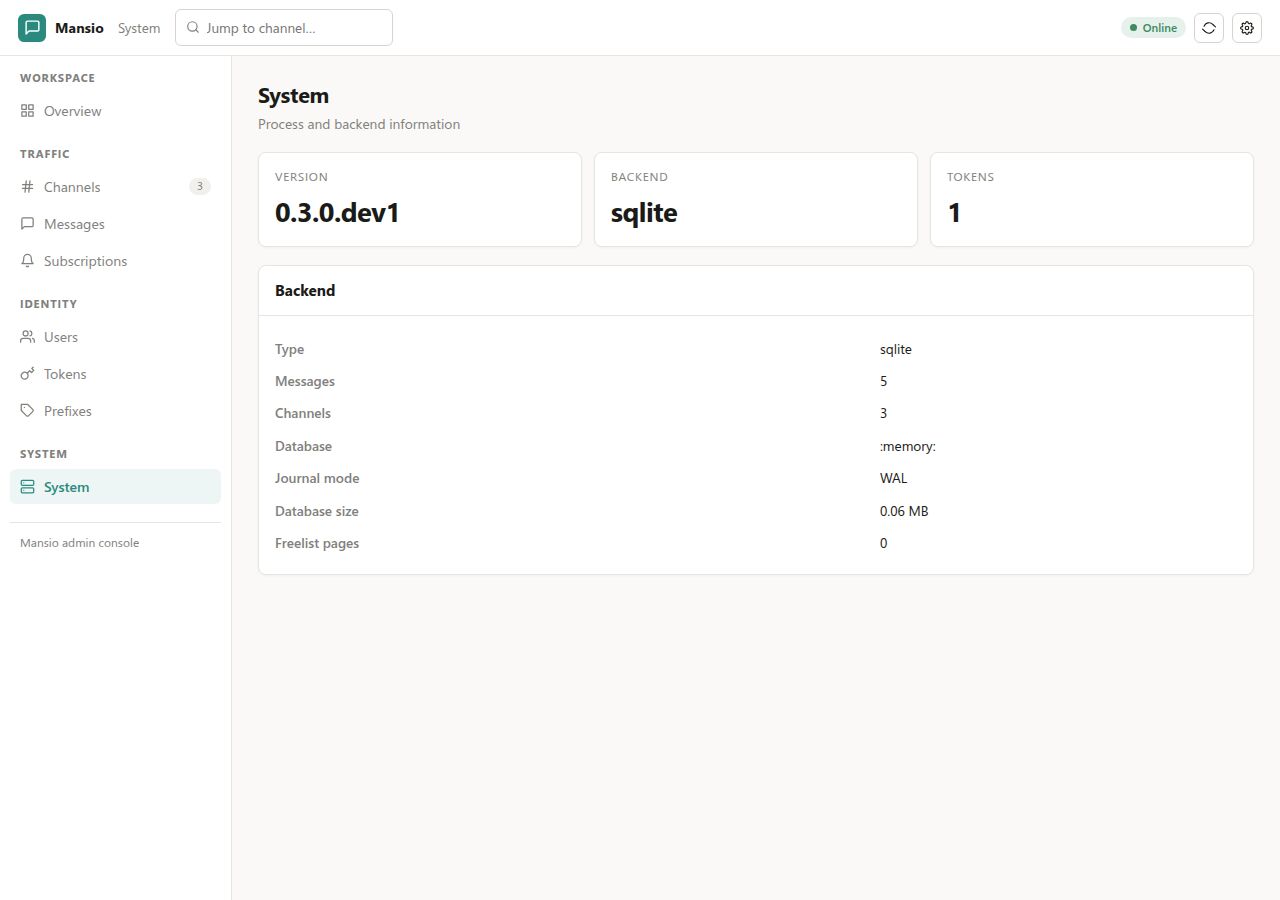 Mansio System Jump to channel... Online
WORKSPACE
Overview
TRAFFIC
Channels 3
Messages
Subscriptions
IDENTITY
Users
Tokens
Prefixes
SYSTEM
System
Mansio admin console
System
Process and backend information
VERSION
0.3.0.dev1
BACKEND
sqlite
TOKENS
1
Backend
Type sqlite
Messages 5
Channels 3
Database :memory:
Journal mode WAL
Database size 0.06 MB
Freelist pages 0